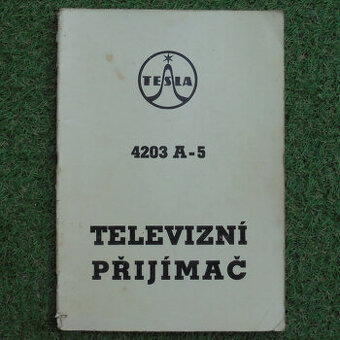 TESLA
4203 A-5
TELEVIZNÍ
PŘIJÍMAČ